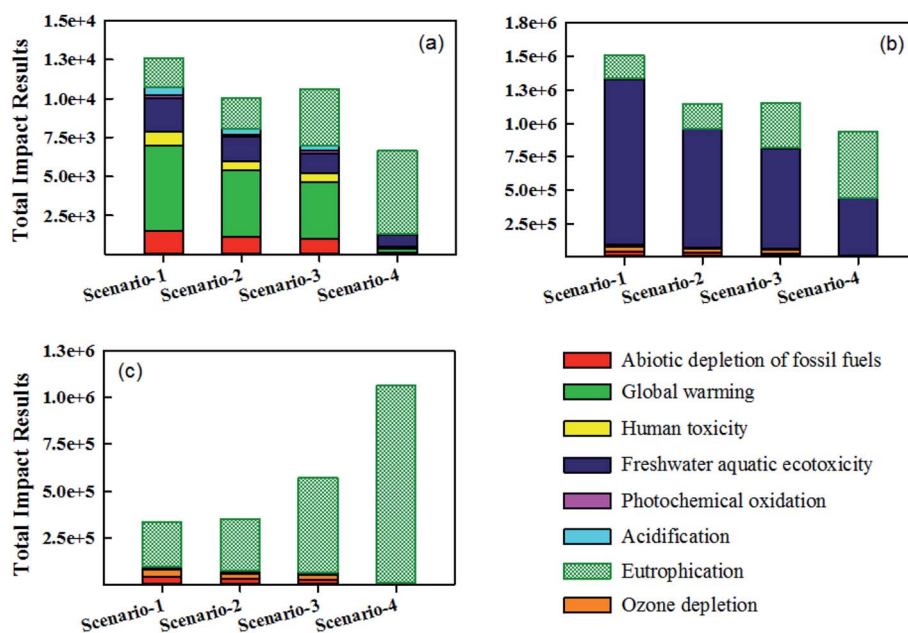 (a)
Total Impact Results
1.5e+4
1.3e+4
1.0e+4
7.5e+3
5.0e+3
2.5e+3
Scenario-1
Scenario-2
Scenario-3
Scenario-4
(b)
Total Impact Results
1.8e+6
1.5e+6
1.3e+6
1.0e+6
7.5e+5
5.0e+5
2.5e+5
Scenario-1
Scenario-2
Scenario-3
Scenario-4
(c)
Total Impact Results
1.3e+6
1.0e+6
7.5e+5
5.0e+5
2.5e+5
Scenario-1
Scenario-2
Scenario-3
Scenario-4
Abiotic depletion of fossil fuels
Global warming
Human toxicity
Freshwater aquatic ecotoxicity
Photochemical oxidation
Acidification
Eutrophication
Ozone depletion